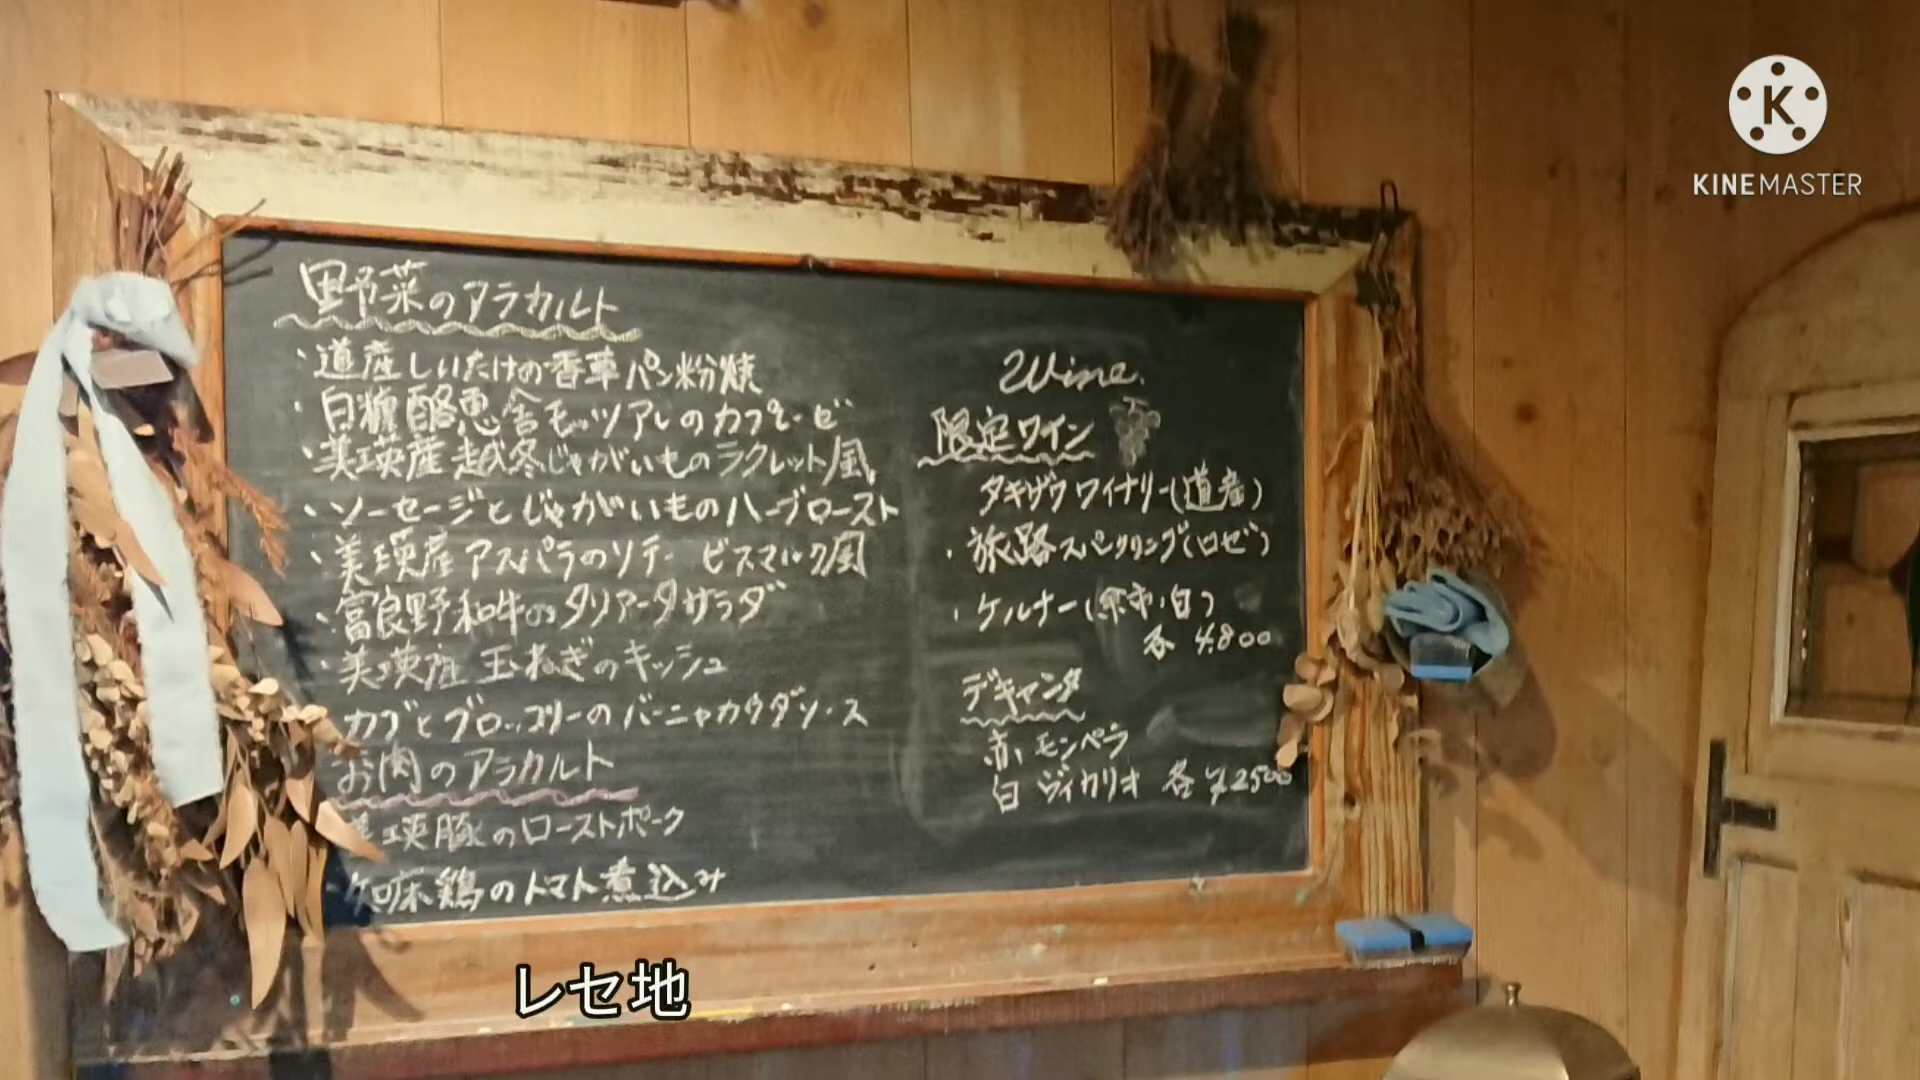 野菜のアラカルト
・道産しいたけの香草パン粉焼
・白糠酪恵舎モッツアレのカプレーゼ
・美瑛産越冬じゃがいものラクレット風
・ソーセージとじゃがいものハーブロースト
・美瑛産アスパラのソテー ビスマルク風
・富良野和牛のタリアータサラダ
・美瑛産 玉ねぎのキッシュ
カブとブロッコリーのバーニャカウダソース
お肉のアラカルト
美瑛豚のローストポーク
知床鶏のトマト煮込み
Wine.
限定ワイン
タキザワワイナリー(道産)
・旅路スパークリング(ロゼ)
・ケルナー(余市・白)
各 4.800
デキャンタ
赤 モンペラ
白 ヴィカリオ 各 ¥2500
レセ地
K
KINEMASTER